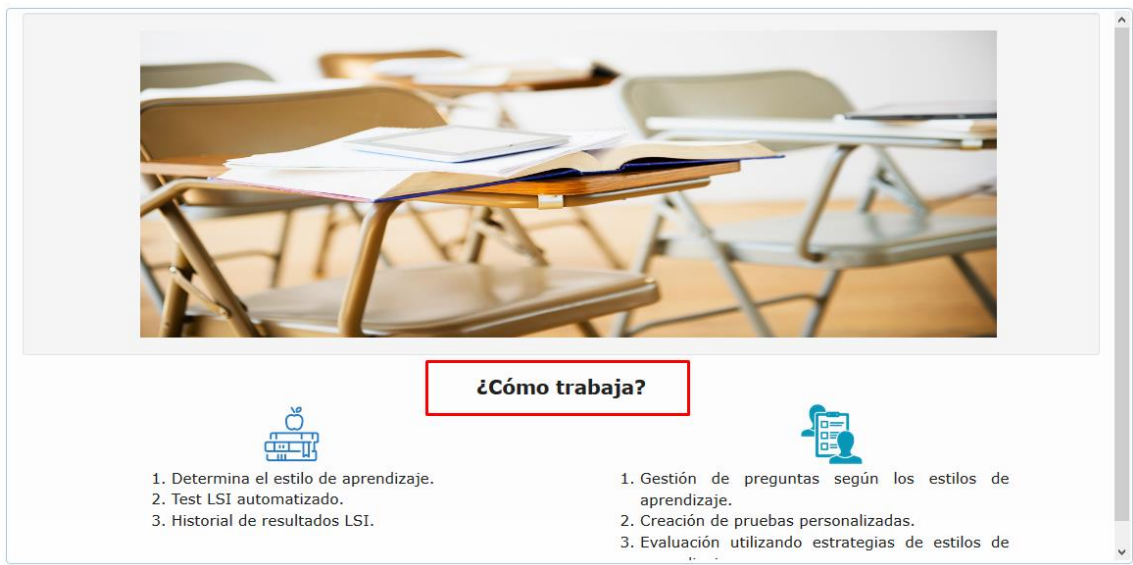 ¿Cómo trabaja?
1. Determina el estilo de aprendizaje.
2. Test LSI automatizado.
3. Historial de resultados LSI.
1. Gestión de preguntas según los estilos de
aprendizaje.
2. Creación de pruebas personalizadas.
3. Evaluación utilizando estrategias de estilos de